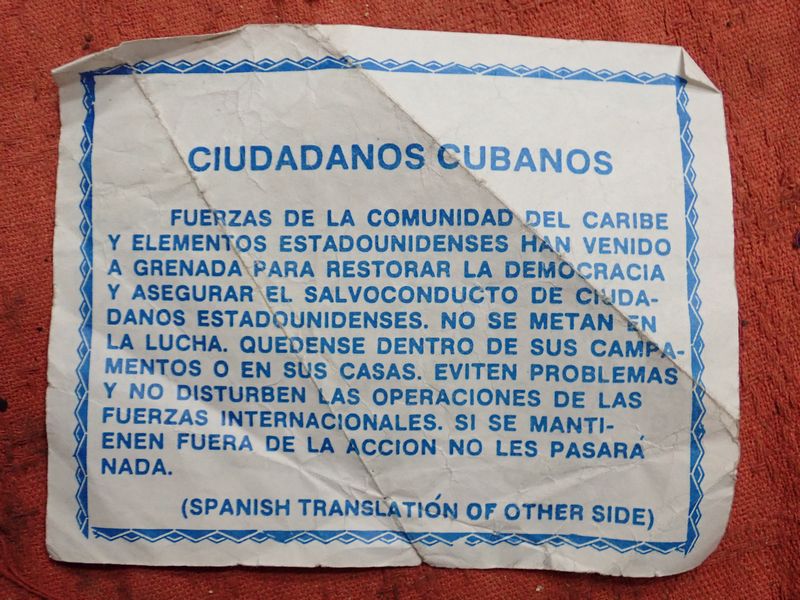 CIUDADANOS CUBANOS
FUERZAS DE LA COMUNIDAD DEL CARIBE
Y ELEMENTOS ESTADOUNIDENSES HAN VENIDO
A GRENADA PARA RESTORAR LA DEMOCRACIA
Y ASEGURAR EL SALVOCONDUCTO DE CIUDA-
DANOS ESTADOUNIDENSES. NO SE METAN EN
LA LUCHA. QUEDENSE DENTRO DE SUS CAMPA-
MENTOS O EN SUS CASAS. EVITEN PROBLEMAS
Y NO DISTURBEN LAS OPERACIONES DE LAS
FUERZAS INTERNACIONALES. SI SE MANTI-
ENEN FUERA DE LA ACCION NO LES PASARÁ
NADA.
(SPANISH TRANSLATIÓN OF OTHER SIDE)